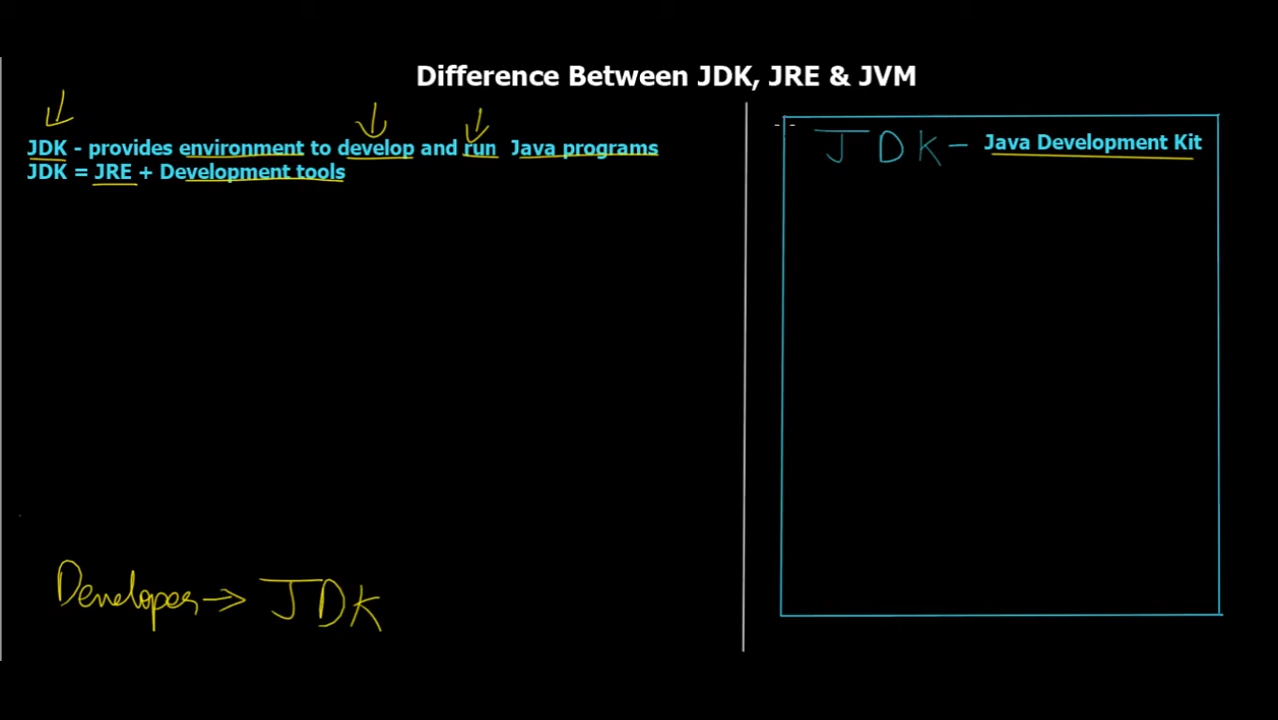 Difference Between JDK, JRE & JVM
JDK - provides environment to develop and run Java programs
JDK = JRE + Development tools
Developer → JDK
JDK - Java Development Kit